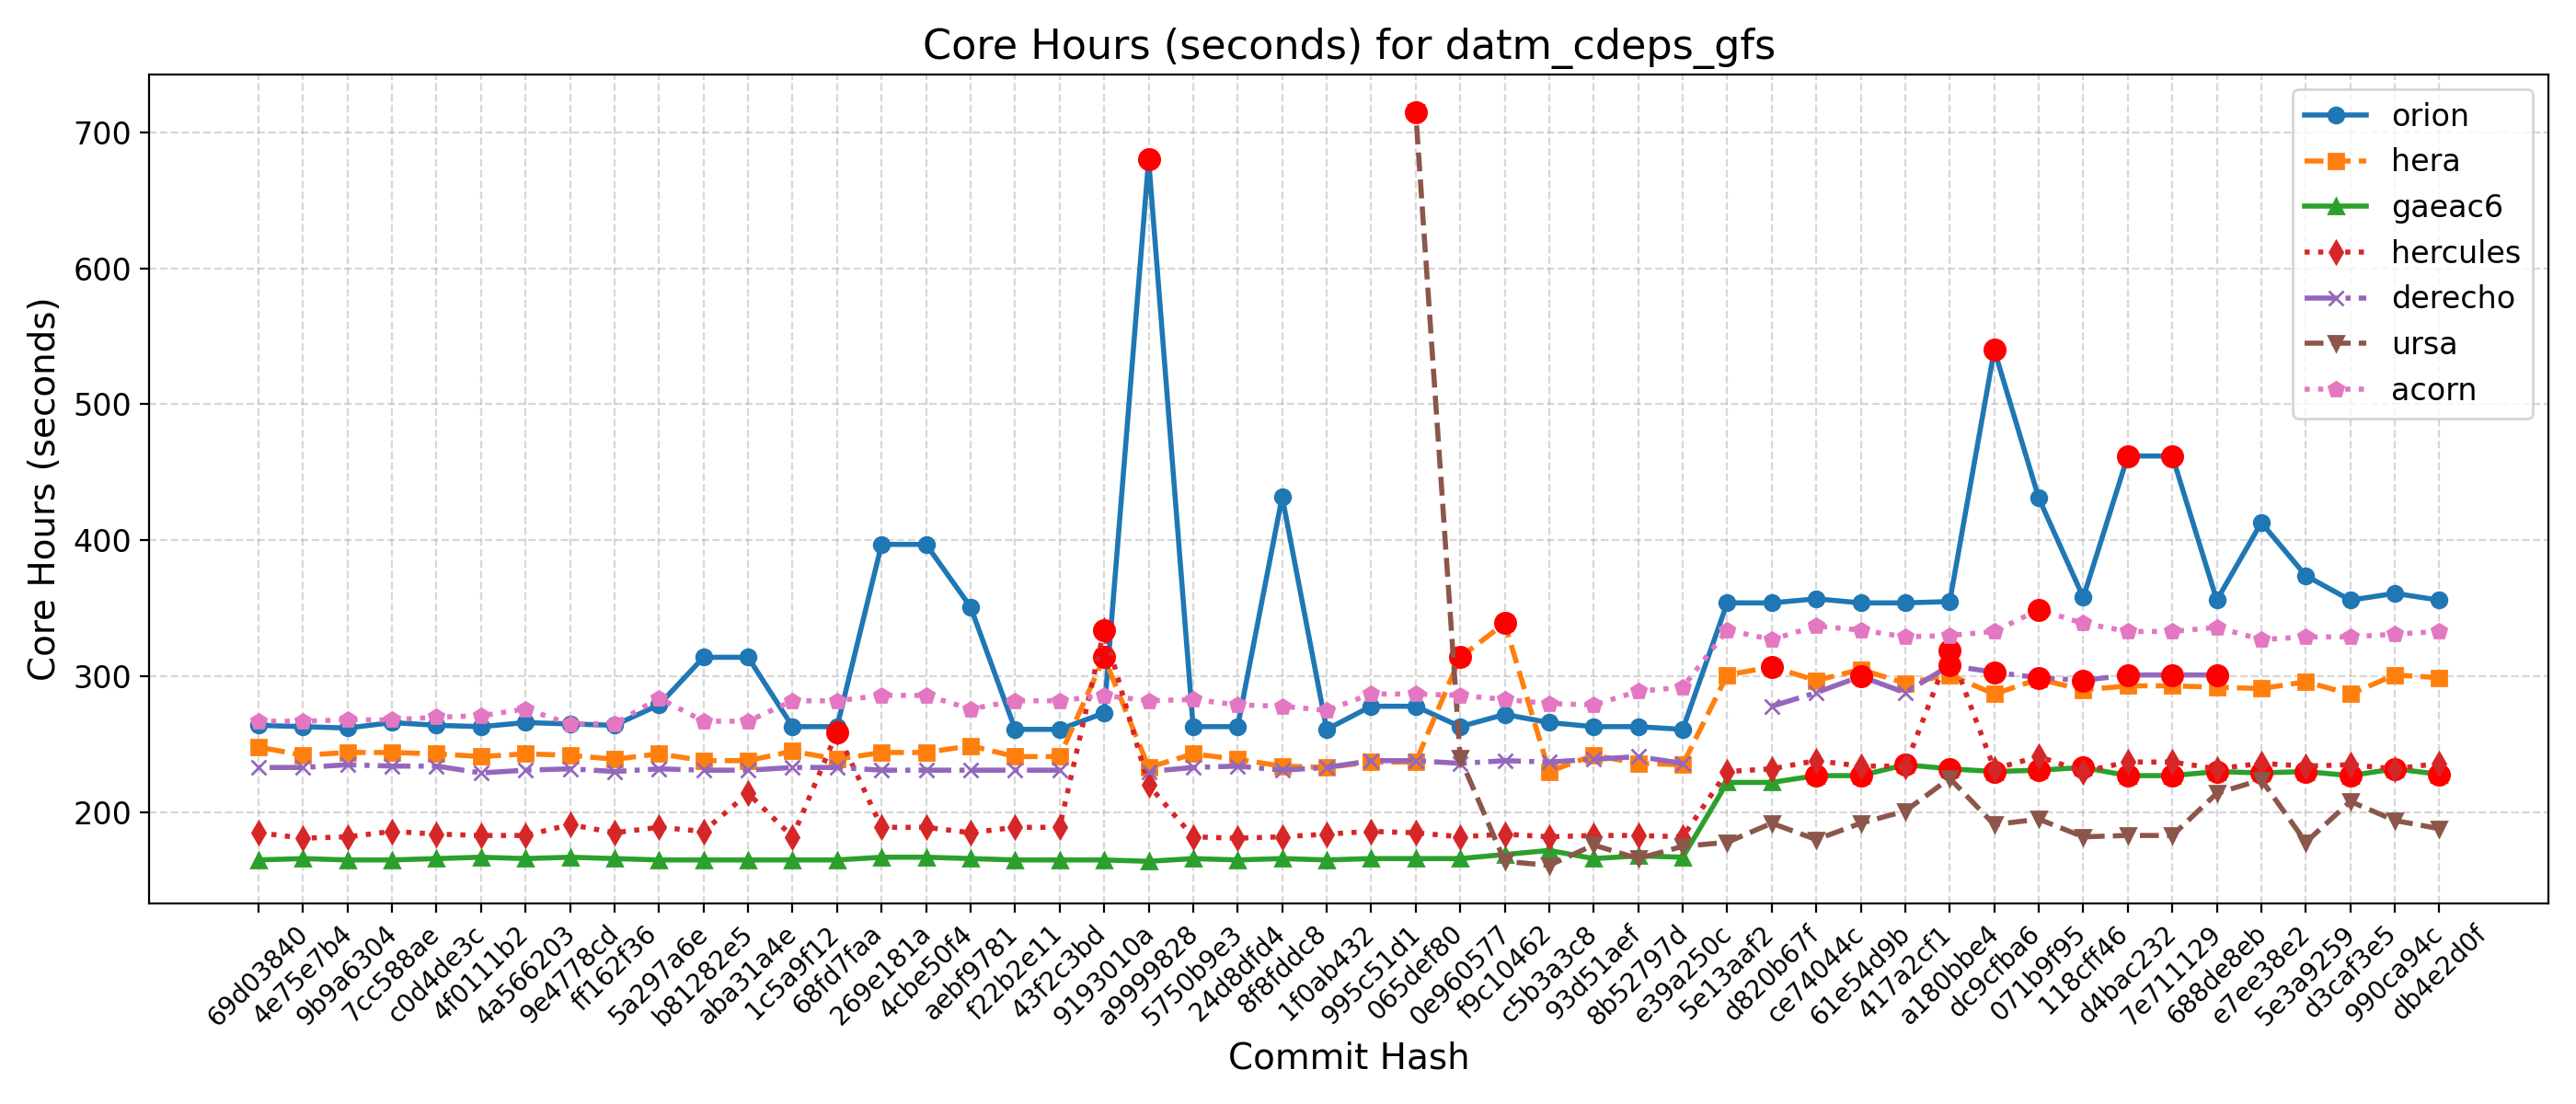 Core Hours (seconds) for datm_cdeps_gfs
Core Hours (seconds)
700
600
500
400
300
200
orion
hera
gaeac6
hercules
derecho
ursa
acorn
69d03840
4e75e7b4
9b9a6304
7cc588ae
c0d4de3c
4f0111b2
4a566203
9e4778cd
ff162f36
5a297a6e
b81282e5
aba31a4e
1c5a9f12
68fd7faa
269e181a
4cbe50f4
aebf9781
f22b2e11
43f2c3bd
9193010a
a9999828
5750b9e3
24d8dfd4
8f8fddc8
1f0ab432
995c51d1
065def80
0e960577
f9c10462
c5b3a3c8
93d51aef
8b52797d
e39a250c
5e13aaf2
d820b67f
ce74044c
61e54d9b
417a2cf1
a180bbe4
dc9cfba6
071b9f95
118cff46
d4bac232
7e711129
688de8eb
e7ee38e2
5e3a9259
d3caf3e5
990ca94c
db4e2d0f
Commit Hash